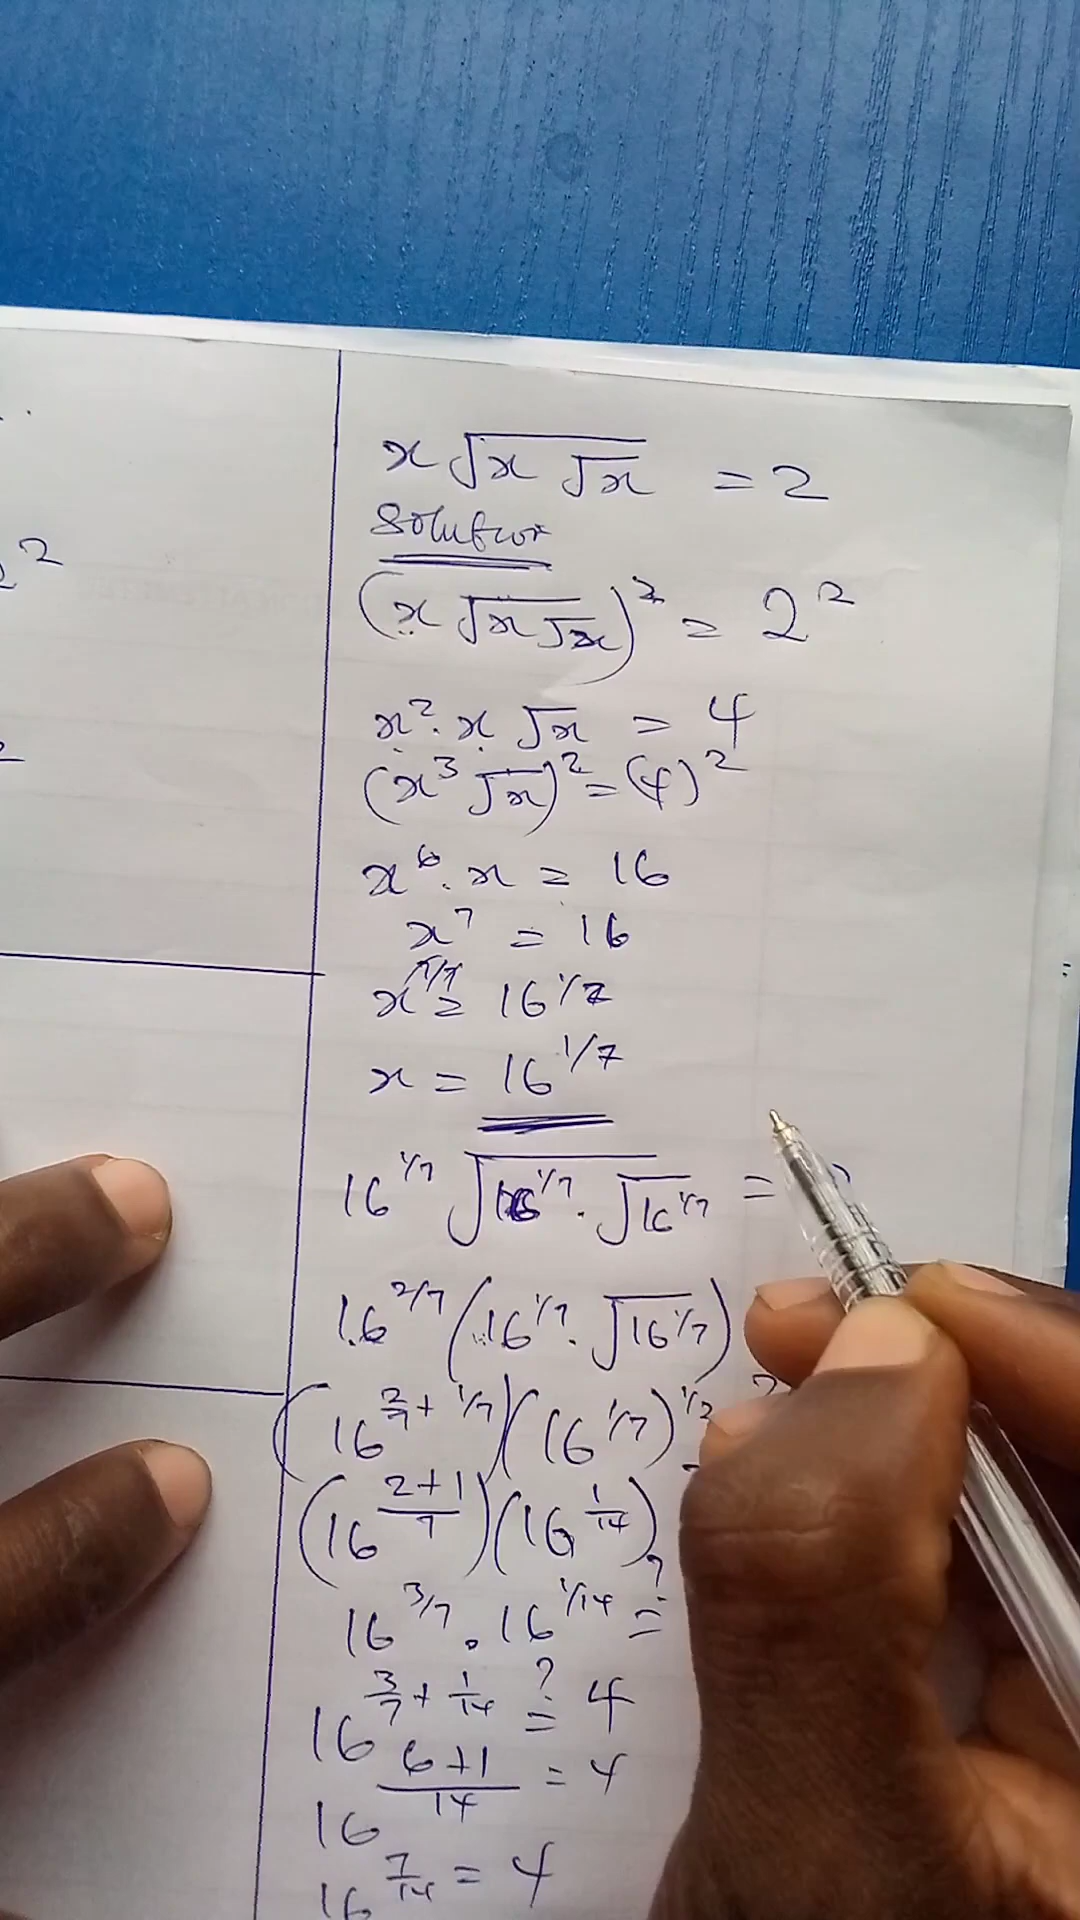 x√(x√x) = 2
Solution
(x√(x√x))² = 2²
x² · x√x = 4
(x³√x)² = (4)²
x⁶ · x = 16
x⁷ = 16
x^(7/7) = 16^(1/7)
x = 16^(1/7)
16^(1/7) √(16^(1/7) · √(16^(1/7))) =
16^(2/7) (16^(1/7) · √(16^(1/7)))
(16^(2/7 + 1/7)) (16^(1/7))^(1/2) ?
(16^((2+1)/7)) (16^(1/14))
16^(3/7) · 16^(1/14) =?
16^(3/7 + 1/14) =? 4
16^((6+1)/14) = 4
16^(7/14) = 4
2
2